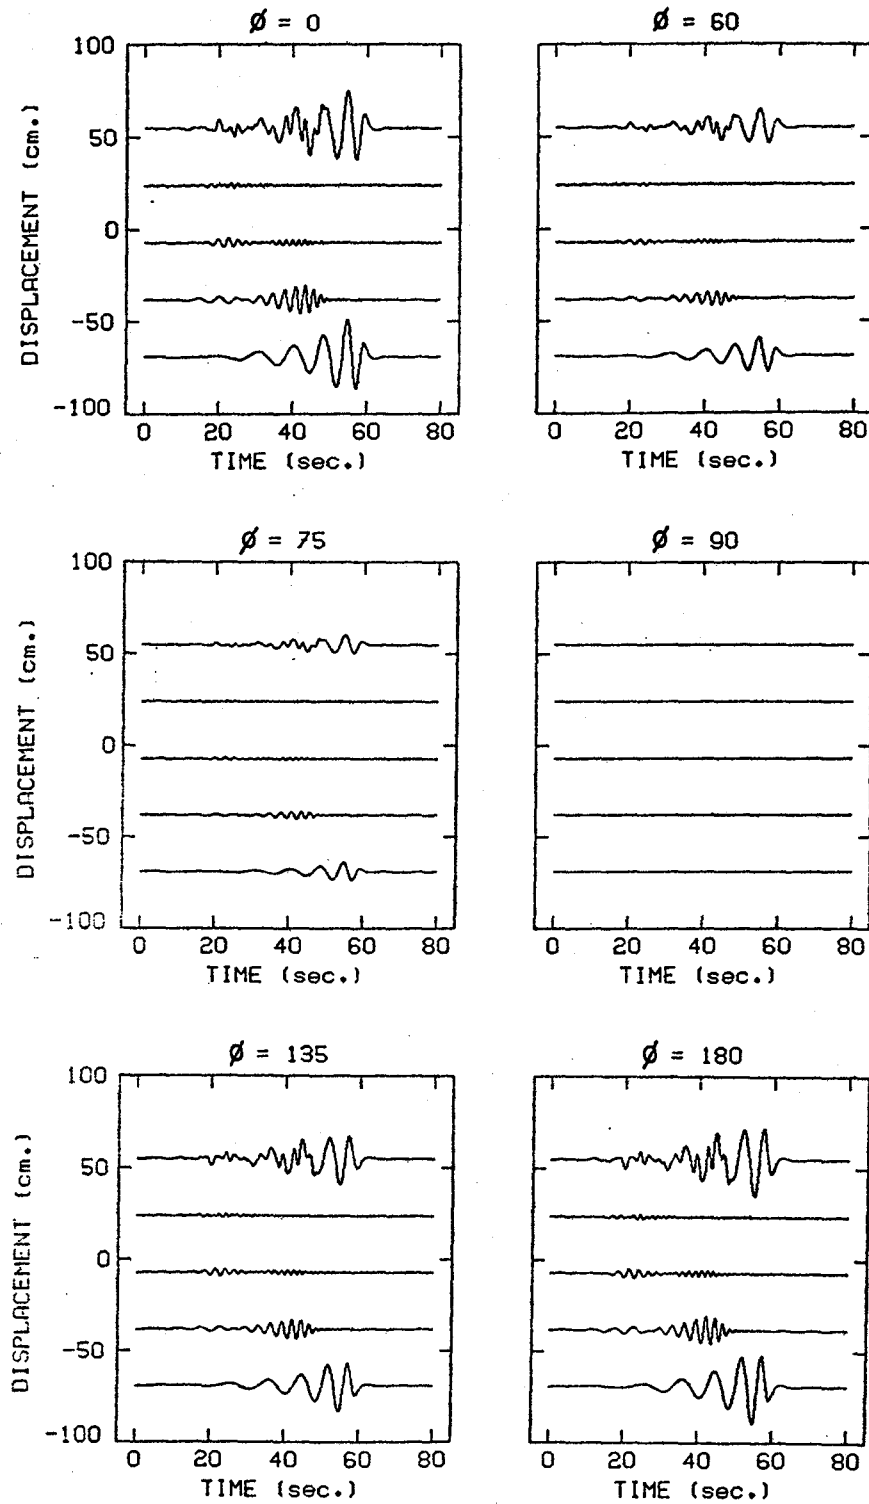 Ø = 0
Ø = 60
100
50
0
-50
-100
DISPLACEMENT (cm.)
0 20 40 60 80
0 20 40 60 80
TIME (sec.)
TIME (sec.)
Ø = 75
Ø = 90
100
50
0
-50
-100
DISPLACEMENT (cm.)
0 20 40 60 80
0 20 40 60 80
TIME (sec.)
TIME (sec.)
Ø = 135
Ø = 180
100
50
0
-50
-100
DISPLACEMENT (cm.)
0 20 40 60 80
0 20 40 60 80
TIME (sec.)
TIME (sec.)